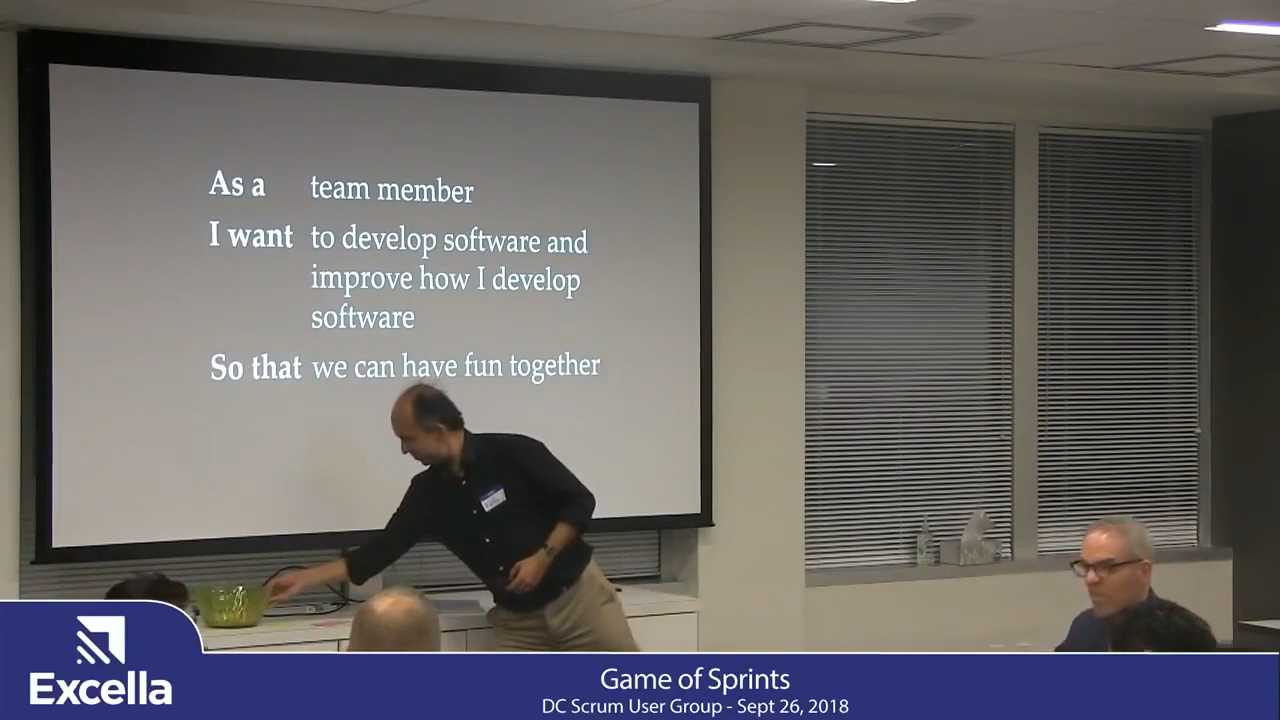 As a team member
I want to develop software and
improve how I develop
software
So that we can have fun together
Excella
Game of Sprints
DC Scrum User Group - Sept 26, 2018